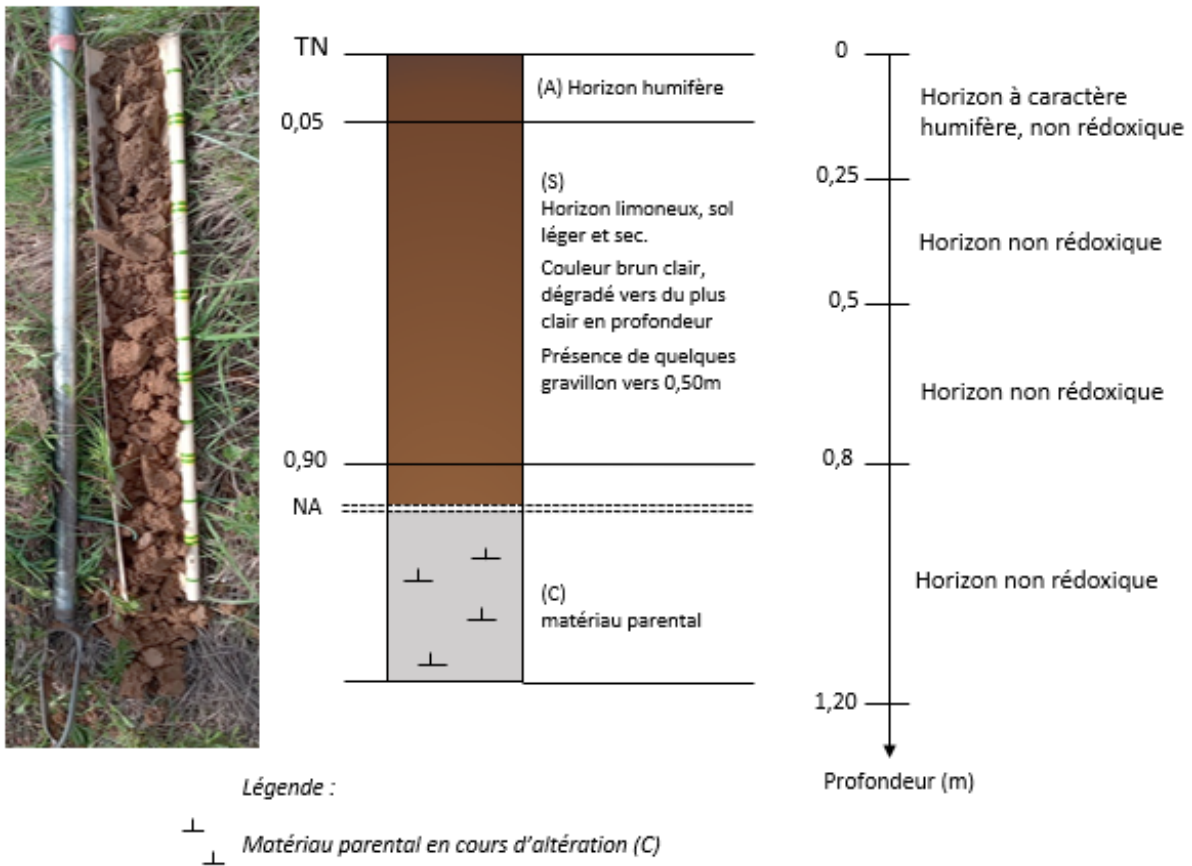 TN
0,05
0,90
NA
(A) Horizon humifère
(S)
Horizon limoneux, sol
léger et sec.
Couleur brun clair,
dégradé vers du plus
clair en profondeur
Présence de quelques
gravillon vers 0,50m
(C)
matériau parental
0
0,25
0,5
0,8
1,20
Horizon à caractère
humifère, non rédoxique
Horizon non rédoxique
Horizon non rédoxique
Horizon non rédoxique
Profondeur (m)
Légende :
Matériau parental en cours d'altération (C)